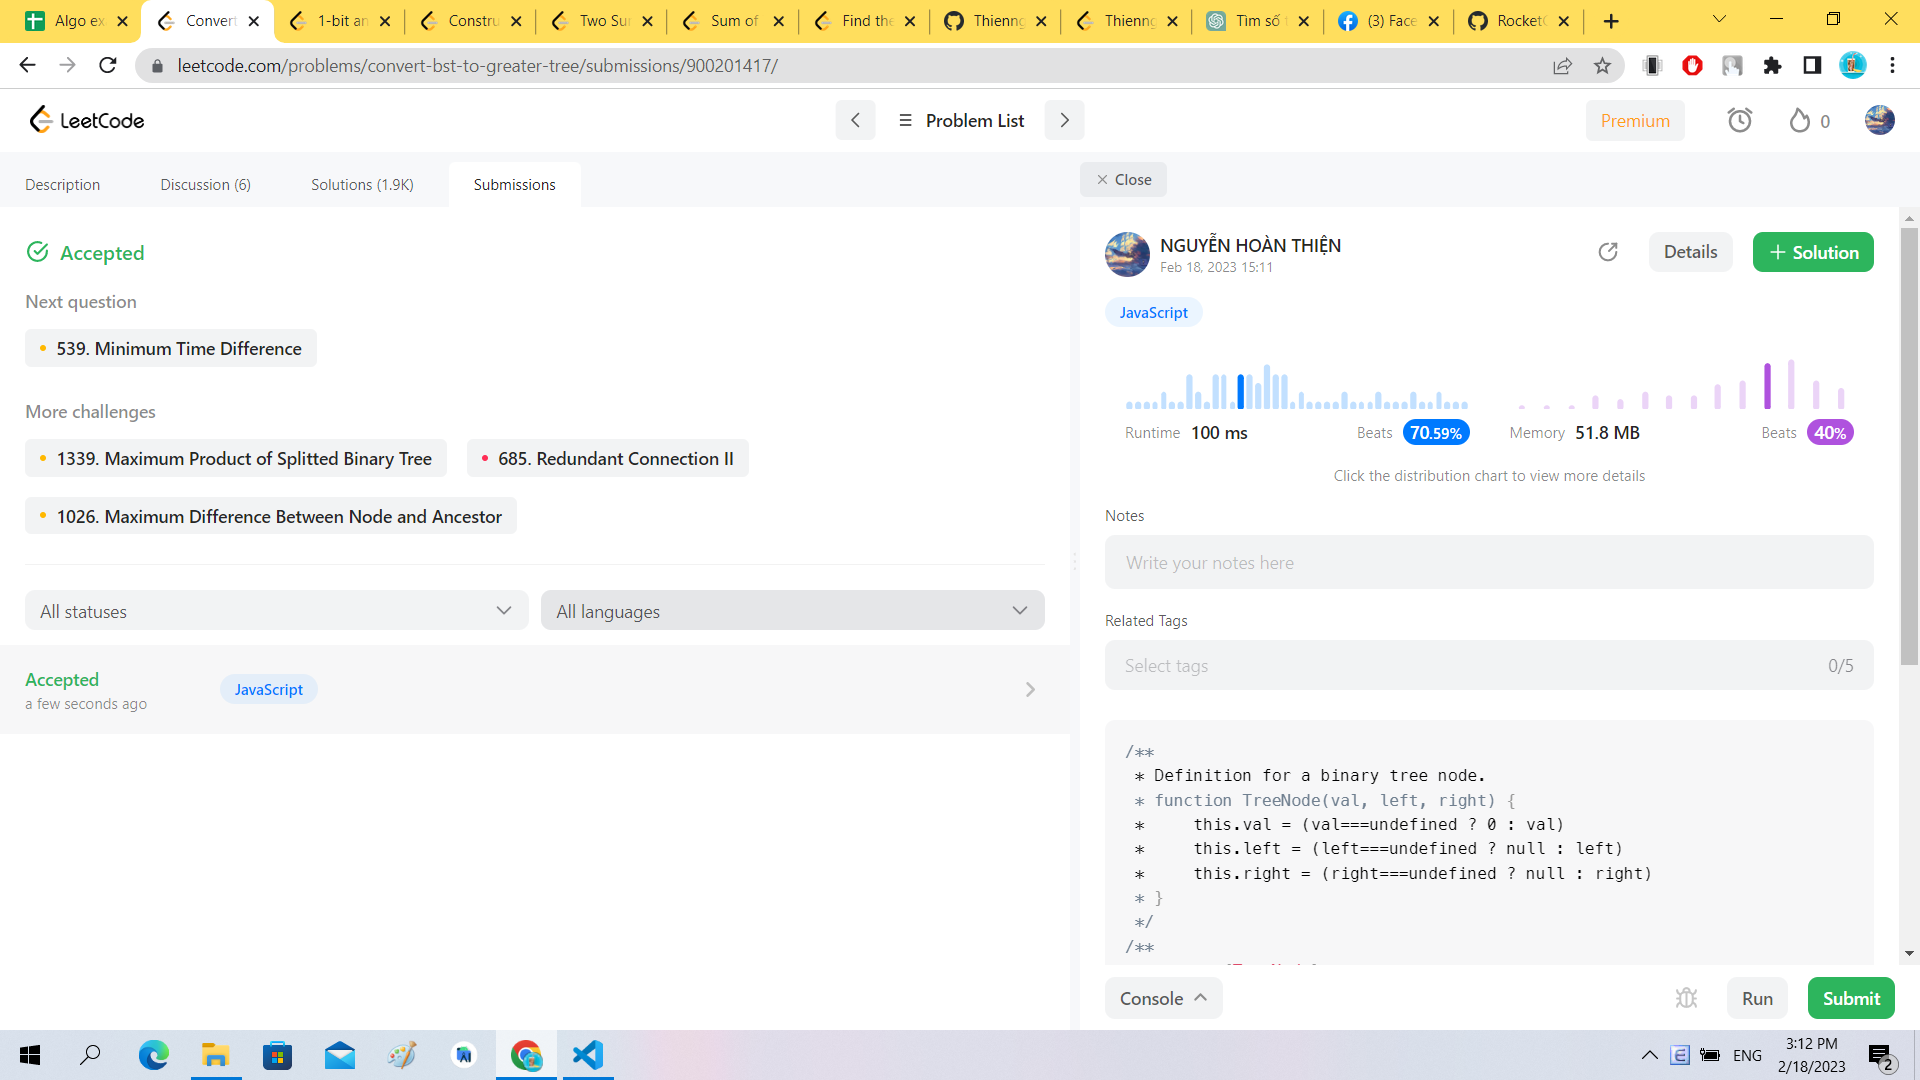 Algo ex
Convert
1-bit an
Constru
Two Sur
Sum of
Find the
Thienng
Thienng
Tìm số t
(3) Face
RocketC
leetcode.com/problems/convert-bst-to-greater-tree/submissions/900201417/
LeetCode
Problem List
Premium
0
Description
Discussion (6)
Solutions (1.9K)
Submissions
Close
Accepted
Next question
539. Minimum Time Difference
More challenges
1339. Maximum Product of Splitted Binary Tree
685. Redundant Connection II
1026. Maximum Difference Between Node and Ancestor
All statuses
All languages
Accepted
a few seconds ago
JavaScript
NGUYỄN HOÀN THIỆN
Feb 18, 2023 15:11
Details
Solution
JavaScript
Runtime 100 ms
Beats 70.59%
Memory 51.8 MB
Beats 40%
Click the distribution chart to view more details
Notes
Write your notes here
Related Tags
Select tags
0/5
/**
 * Definition for a binary tree node.
 * function TreeNode(val, left, right) {
 *     this.val = (val===undefined ? 0 : val)
 *     this.left = (left===undefined ? null : left)
 *     this.right = (right===undefined ? null : right)
 * }
 */
/**
Console
Run
Submit
ENG
3:12 PM
2/18/2023
2